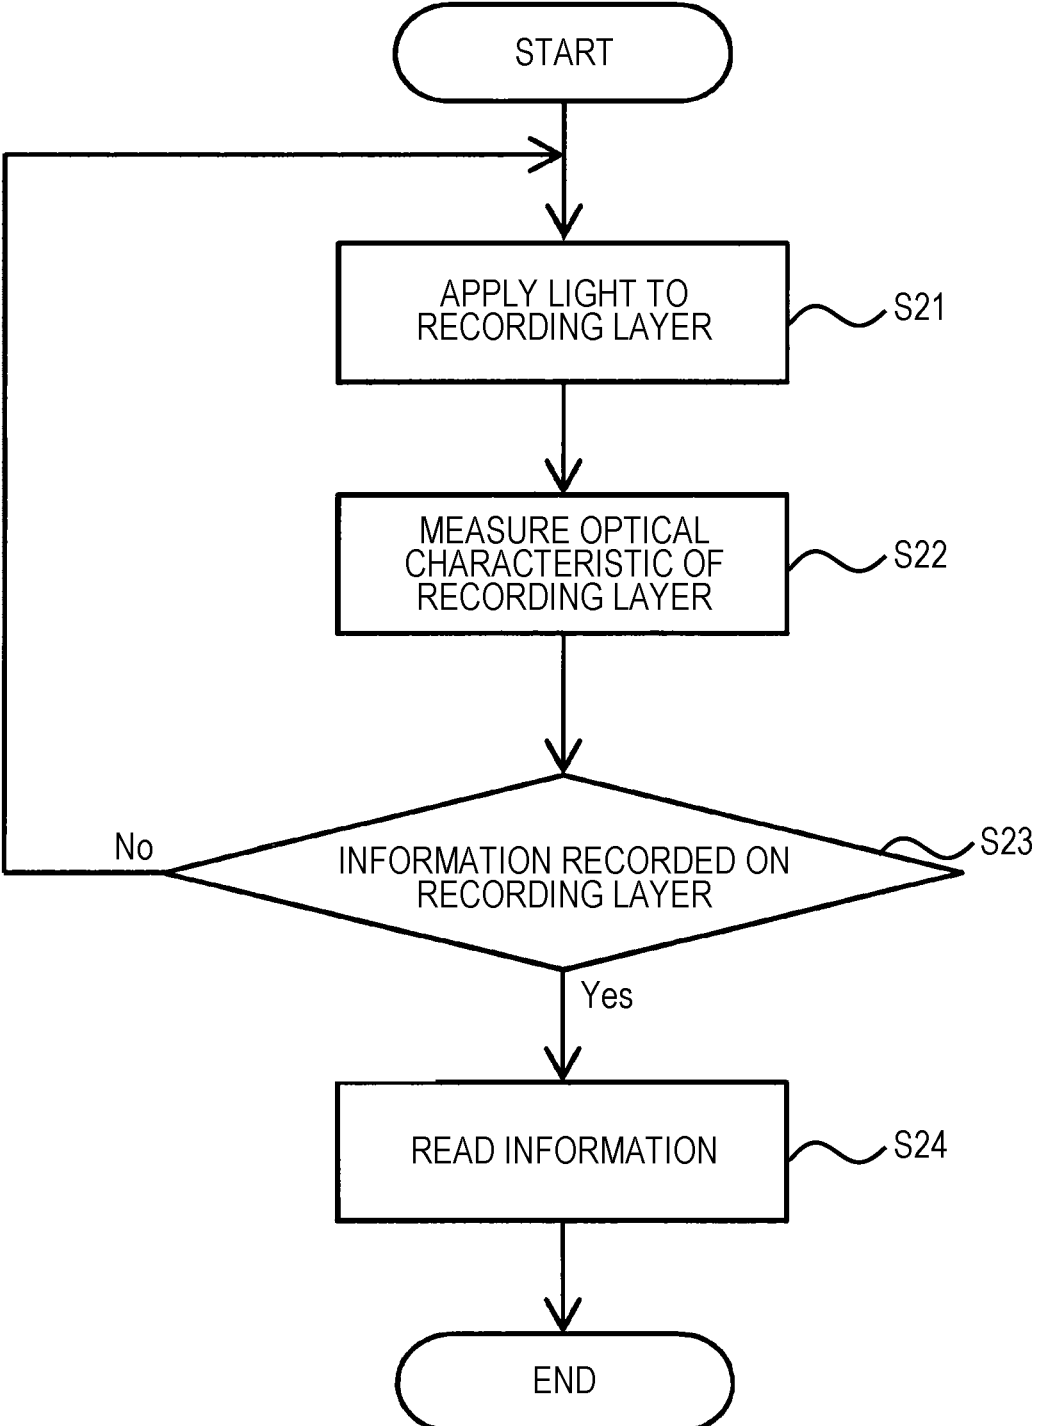 START
APPLY LIGHT TO
RECORDING LAYER
S21
MEASURE OPTICAL
CHARACTERISTIC OF
RECORDING LAYER
S22
No
INFORMATION RECORDED ON
RECORDING LAYER
S23
Yes
READ INFORMATION
S24
END